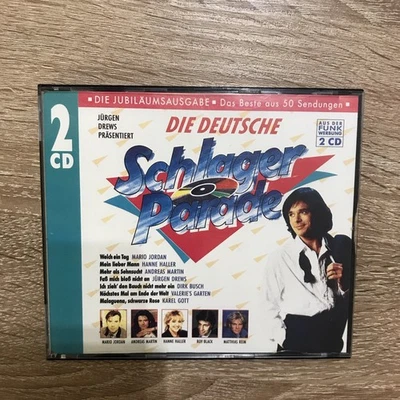 2
CD
DIE JUBILÄUMSAUSGABE · Das Beste aus 50 Sendungen
JÜRGEN
DREWS
PRÄSENTIERT
DIE DEUTSCHE
AUS DER
FUNK
WERBUNG
2 CD
Schlager
Parade
Welch ein Tag MARIO JORDAN
Mein lieber Mann HANNE HALLER
Mehr als Sehnsucht ANDREAS MARTIN
Faß mich bloß nicht an JÜRGEN DREWS
Ich zieh' den Bauch nicht mehr ein DIRK BUSCH
Nächstes Mal am Ende der Welt VALERIE'S GARTEN
Malaguena, schwarze Rose KAREL GOTT
MARIO JORDAN
ANDREAS MARTIN
HANNE HALLER
ROY BLACK
MATTHIAS REIM